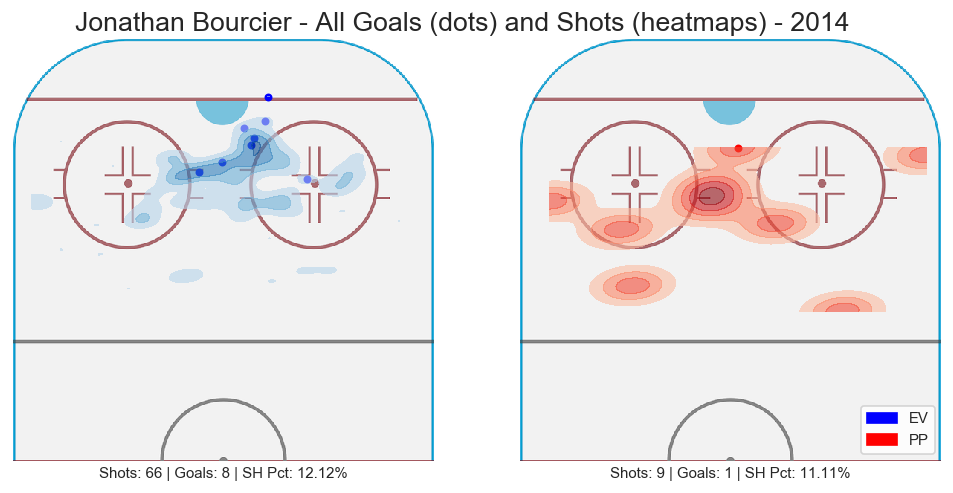 Jonathan Bourcier - All Goals (dots) and Shots (heatmaps) - 2014
EV
PP
Shots: 66 | Goals: 8 | SH Pct: 12.12%
Shots: 9 | Goals: 1 | SH Pct: 11.11%